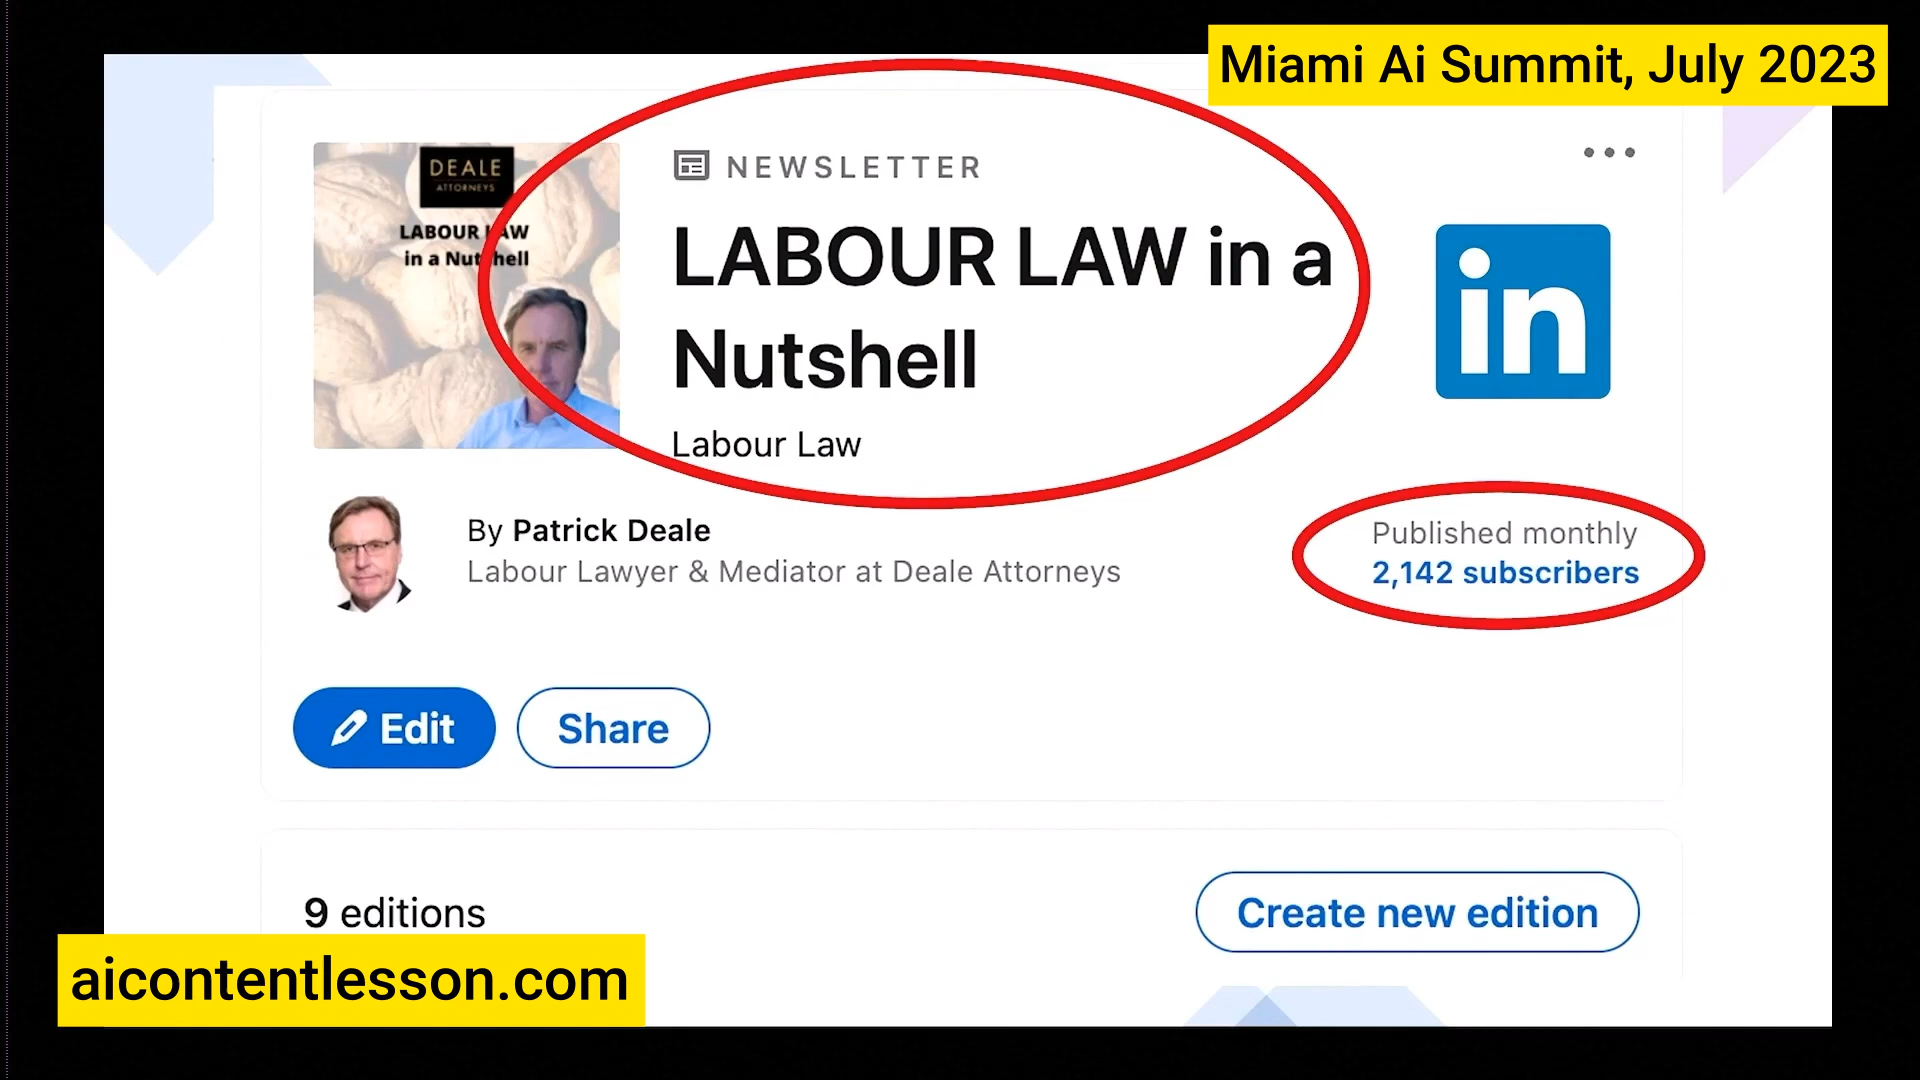 Miami Ai Summit, July 2023
DEALE
ATTORNEYS
LABOUR LAW
in a Nutshell
NEWSLETTER
LABOUR LAW in a
Nutshell
Labour Law
in
By Patrick Deale
Labour Lawyer & Mediator at Deale Attorneys
Published monthly
2,142 subscribers
Edit
Share
9 editions
Create new edition
aicontentlesson.com